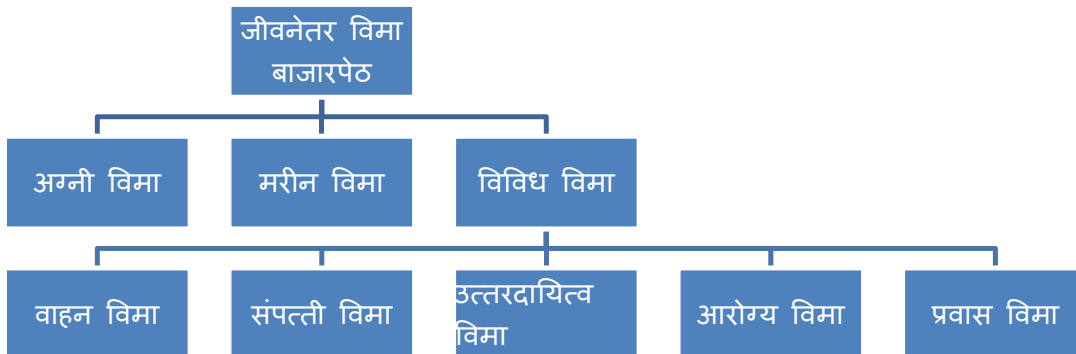 जीवनेतर विमा
बाजारपेठ
अग्नी विमा
मरीन विमा
विविध विमा
वाहन विमा
संपत्ती विमा
उत्तरदायित्व
विमा
आरोग्य विमा
प्रवास विमा